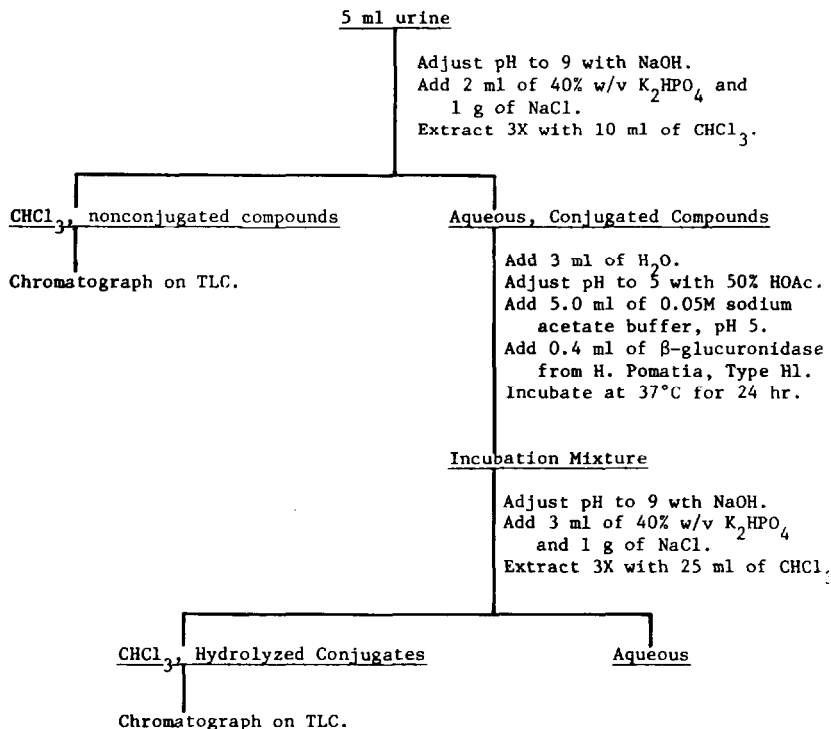 5 ml urine
Adjust pH to 9 with NaOH.
Add 2 ml of 40% w/v K2HPO4 and
1 g of NaCl.
Extract 3X with 10 ml of CHCl3.
CHCl3, nonconjugated compounds
Chromatograph on TLC.
Aqueous, Conjugated Compounds
Add 3 ml of H2O.
Adjust pH to 5 with 50% HOAc.
Add 5.0 ml of 0.05M sodium
acetate buffer, pH 5.
Add 0.4 ml of β-glucuronidase
from H. Pomatia, Type H1.
Incubate at 37°C for 24 hr.
Incubation Mixture
Adjust pH to 9 wth NaOH.
Add 3 ml of 40% w/v K2HPO4
and 1 g of NaCl.
Extract 3X with 25 ml of CHCl3
CHCl3, Hydrolyzed Conjugates
Aqueous
Chromatograph on TLC.